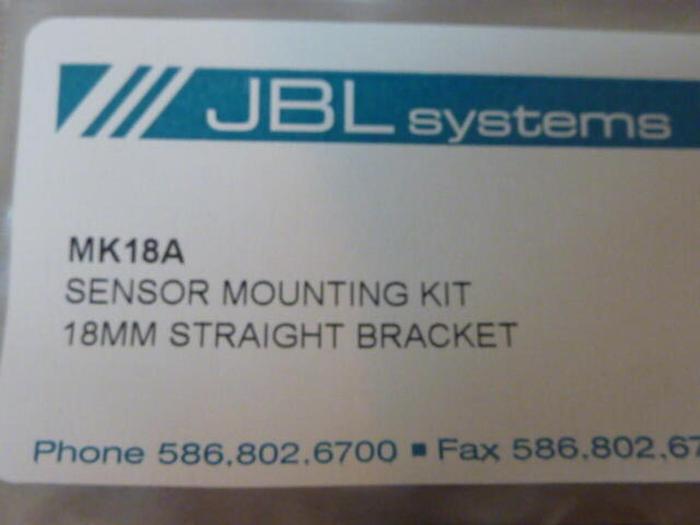 JBL systems
MK18A
SENSOR MOUNTING KIT
18MM STRAIGHT BRACKET
Phone 586.802.6700 ▪ Fax 586.802.67